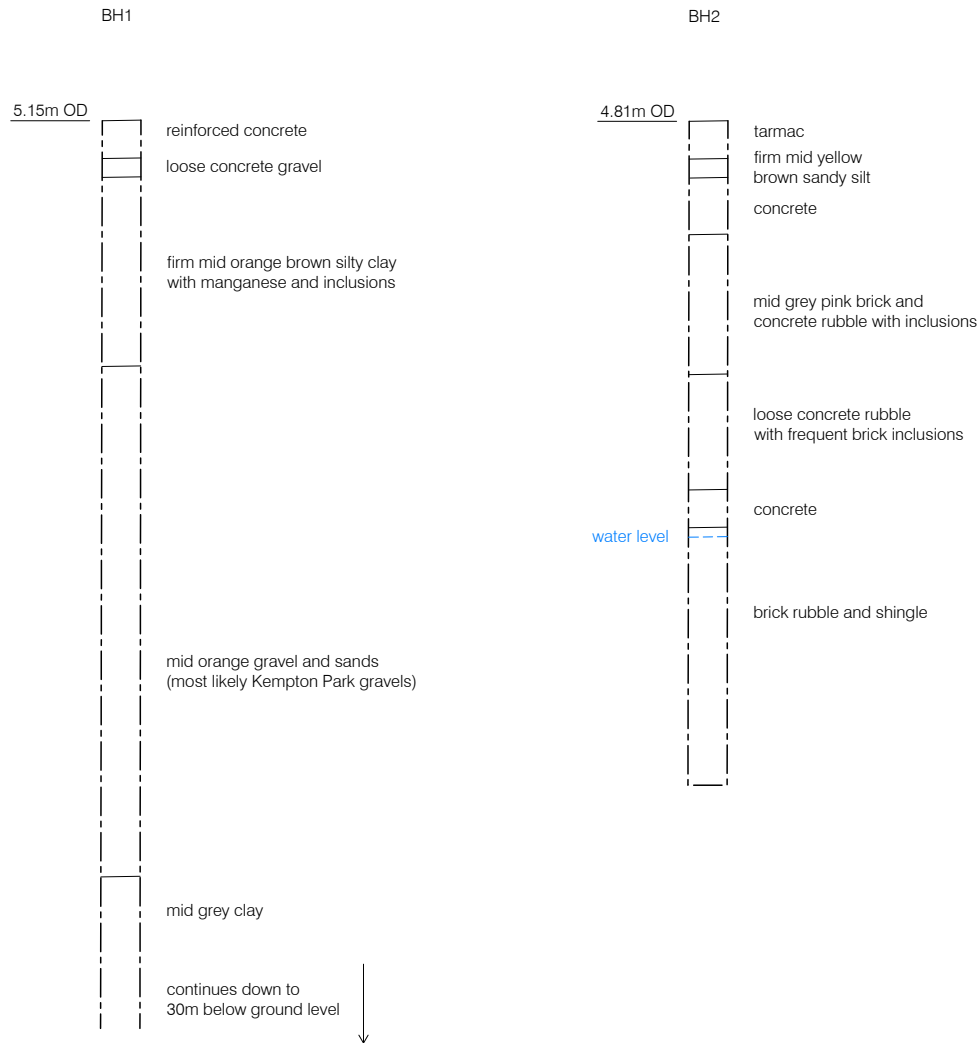 BH1
5.15m OD
reinforced concrete
loose concrete gravel
firm mid orange brown silty clay
with manganese and inclusions
mid orange gravel and sands
(most likely Kempton Park gravels)
mid grey clay
continues down to
30m below ground level
BH2
4.81m OD
tarmac
firm mid yellow
brown sandy silt
concrete
mid grey pink brick and
concrete rubble with inclusions
loose concrete rubble
with frequent brick inclusions
concrete
water level
brick rubble and shingle